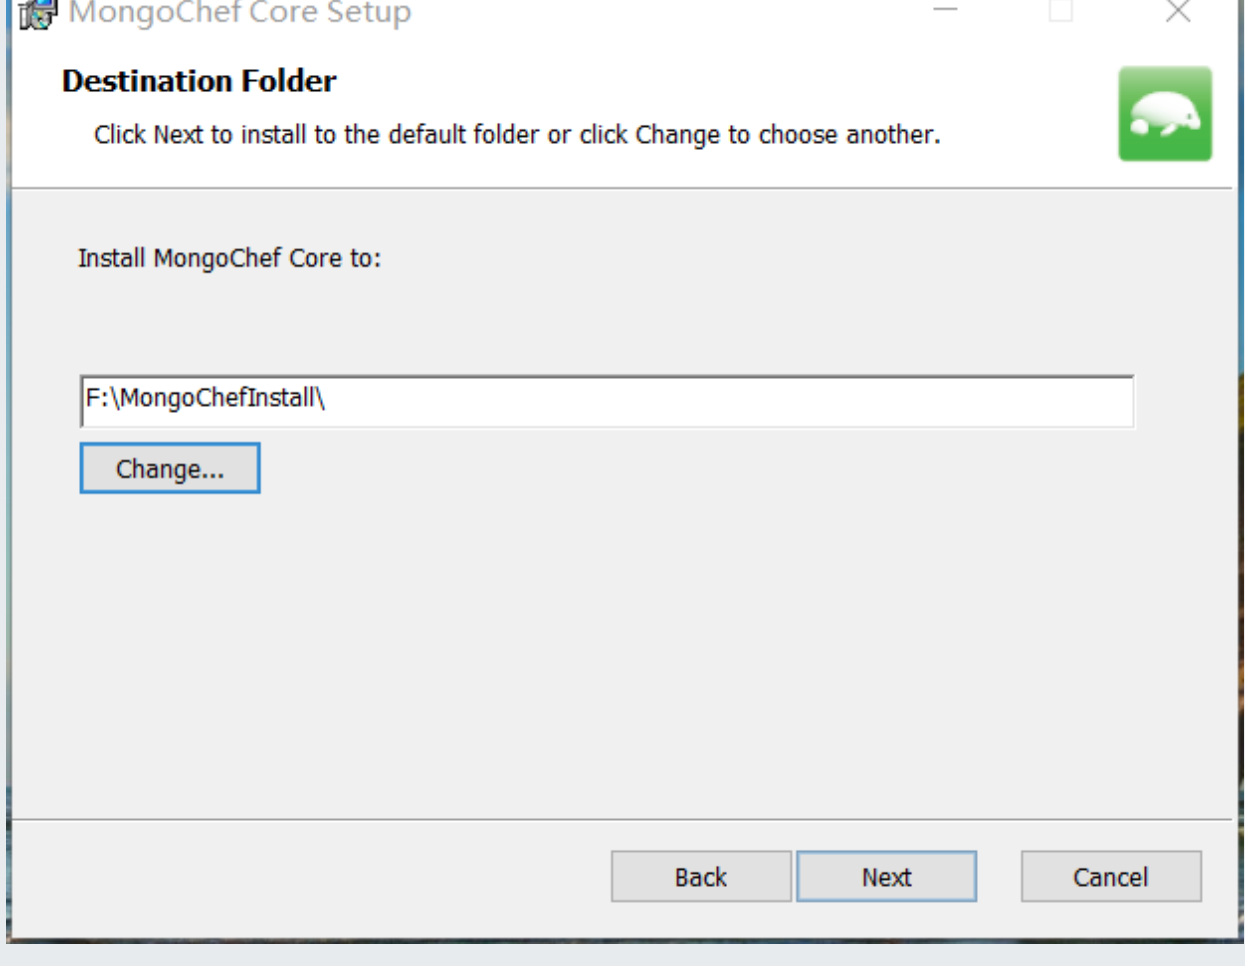 MongoChef Core Setup
Destination Folder
Click Next to install to the default folder or click Change to choose another.
Install MongoChef Core to:
F:\MongoChefInstall\
Change...
Back
Next
Cancel